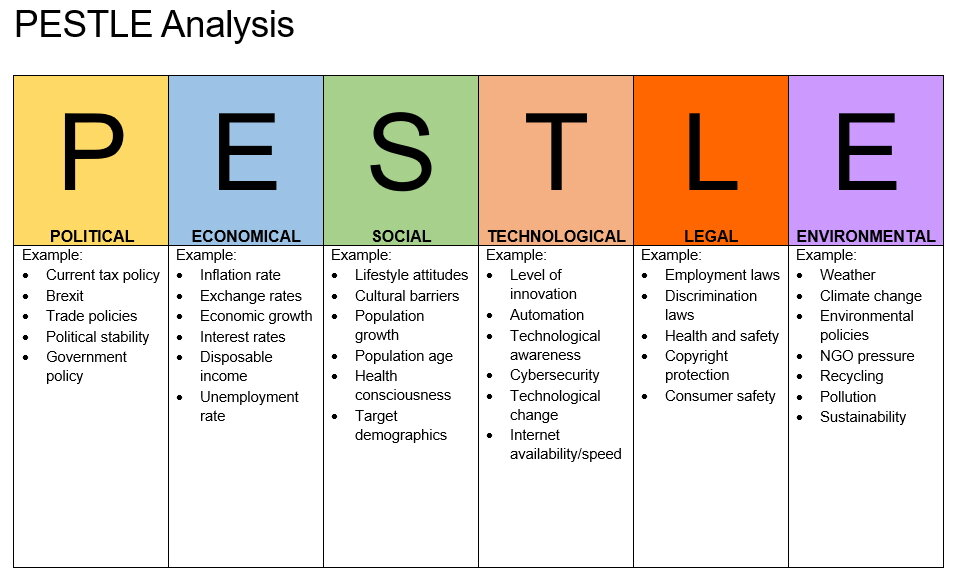 PESTLE Analysis
P
E
S
T
L
E
POLITICAL
ECONOMICAL
SOCIAL
TECHNOLOGICAL
LEGAL
ENVIRONMENTAL
Example:
• Current tax policy
• Brexit
• Trade policies
• Political stability
• Government
policy
Example:
• Inflation rate
• Exchange rates
• Economic growth
• Interest rates
• Disposable
income
• Unemployment
rate
Example:
• Lifestyle attitudes
• Cultural barriers
• Population
growth
• Population age
• Health
consciousness
• Target
demographics
Example:
• Level of
innovation
• Automation
• Technological
awareness
• Cybersecurity
• Technological
change
• Internet
availability/speed
Example:
• Employment laws
• Discrimination
laws
• Health and safety
• Copyright
protection
• Consumer safety
Example:
• Weather
• Climate change
• Environmental
policies
• NGO pressure
• Recycling
• Pollution
• Sustainability